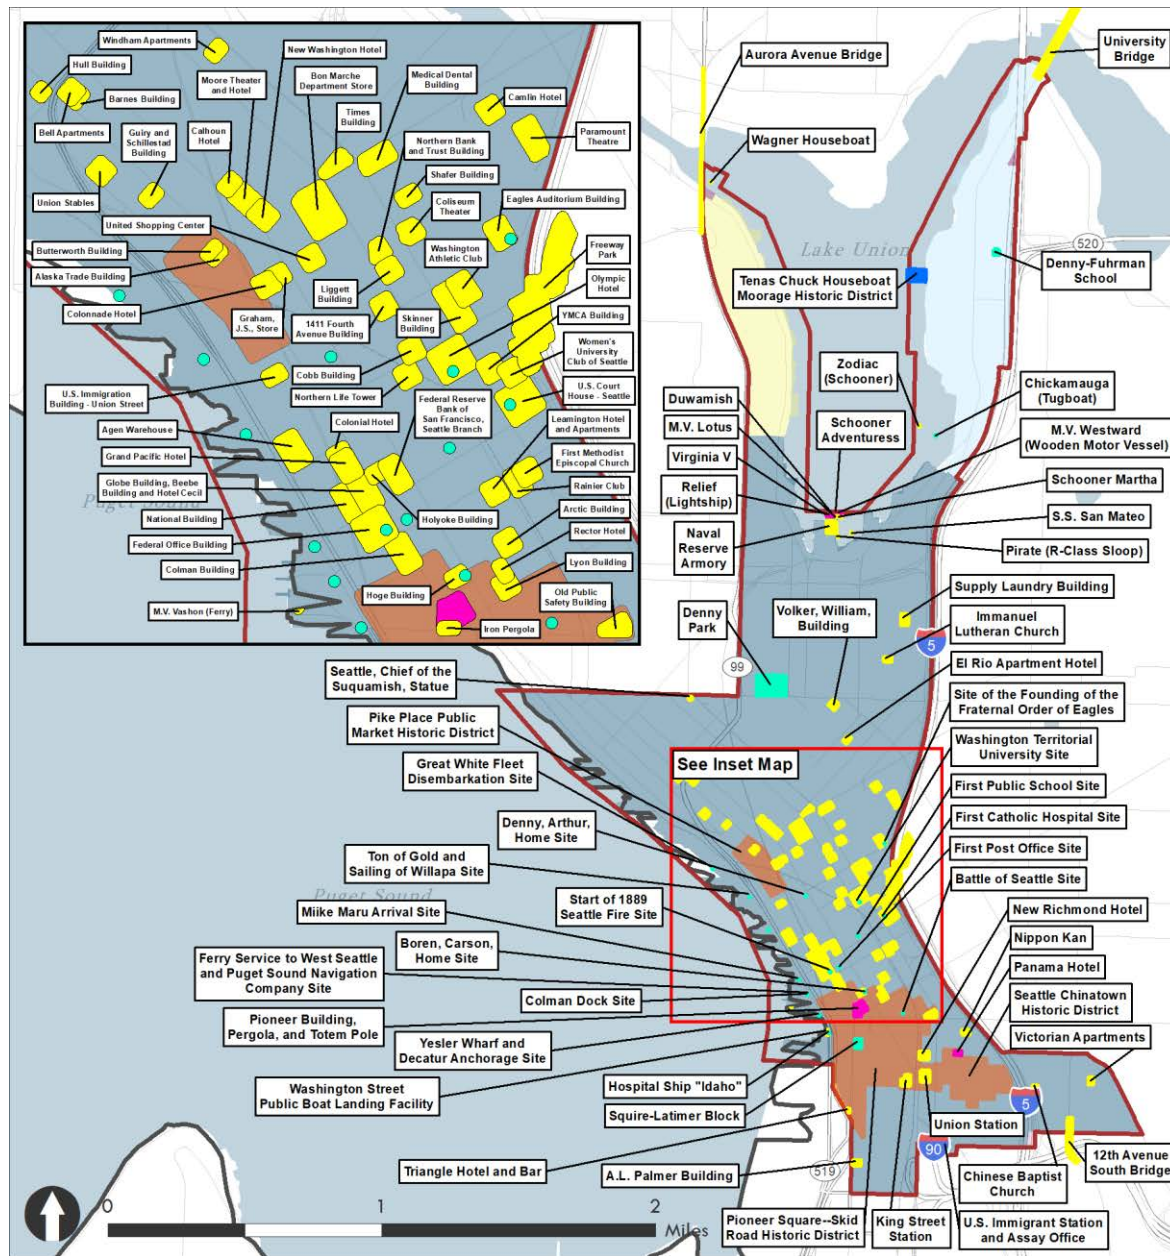 Windham Apartments
Hull Building
Barnes Building
Bell Apartments
Moore Theater
and Hotel
New Washington Hotel
Bon Marche
Department Store
Medical Dental
Building
Times
Building
Camlin Hotel
Paramount
Theatre
Guiry and
Schillestad
Building
Calhoun
Hotel
Northern Bank
and Trust Building
Shafer Building
Coliseum
Theater
Eagles Auditorium Building
Union Stables
United Shopping Center
Butterworth Building
Alaska Trade Building
Colonnade Hotel
Graham,
J.S., Store
Liggett
Building
1411 Fourth
Avenue Building
Washington
Athletic Club
Skinner
Building
Freeway
Park
Olympic
Hotel
YMCA Building
Women's
University
Club of Seattle
U.S. Court
House - Seattle
Cobb Building
Northern Life Tower
U.S. Immigration
Building - Union Street
Agen Warehouse
Grand Pacific Hotel
Globe Building, Beebe
Building and Hotel Cecil
National Building
Federal Office Building
Colman Building
Colonial Hotel
Federal Reserve
Bank of
San Francisco,
Seattle Branch
Leamington Hotel
and Apartments
First Methodist
Episcopal Church
Rainier Club
Holyoke Building
Arctic Building
Rector Hotel
Lyon Building
Hoge Building
Old Public
Safety Building
Iron Pergola
M.V. Vashon (Ferry)
Puget Sound
Aurora Avenue Bridge
University
Bridge
Wagner Houseboat
Lake Union
520
Tenas Chuck Houseboat
Moorage Historic District
Denny-Fuhrman
School
Zodiac
(Schooner)
Chickamauga
(Tugboat)
Duwamish
M.V. Lotus
Virginia V
Relief
(Lightship)
Naval
Reserve
Armory
Schooner
Adventuress
M.V. Westward
(Wooden Motor Vessel)
Schooner Martha
S.S. San Mateo
Pirate (R-Class Sloop)
Supply Laundry Building
Denny
Park
Volker, William,
Building
Immanuel
Lutheran Church
5
99
El Rio Apartment Hotel
Seattle, Chief of the
Suquamish, Statue
Site of the Founding of the
Fraternal Order of Eagles
Pike Place Public
Market Historic District
Washington Territorial
University Site
See Inset Map
Great White Fleet
Disembarkation Site
First Public School Site
Denny, Arthur,
Home Site
First Catholic Hospital Site
First Post Office Site
Ton of Gold and
Sailing of Willapa Site
Battle of Seattle Site
Puget Sound
Start of 1889
Seattle Fire Site
Miike Maru Arrival Site
New Richmond Hotel
Boren, Carson,
Home Site
Nippon Kan
Ferry Service to West Seattle
and Puget Sound Navigation
Company Site
Panama Hotel
Colman Dock Site
Seattle Chinatown
Historic District
Pioneer Building,
Pergola, and Totem Pole
Victorian Apartments
Yesler Wharf and
Decatur Anchorage Site
Hospital Ship "Idaho"
Washington Street
Public Boat Landing Facility
Squire-Latimer Block
5
Union Station
90
Triangle Hotel and Bar
519
A.L. Palmer Building
12th Avenue
South Bridge
Chinese Baptist
Church
Pioneer Square--Skid
Road Historic District
King Street
Station
U.S. Immigrant Station
and Assay Office
0 1 2
Miles